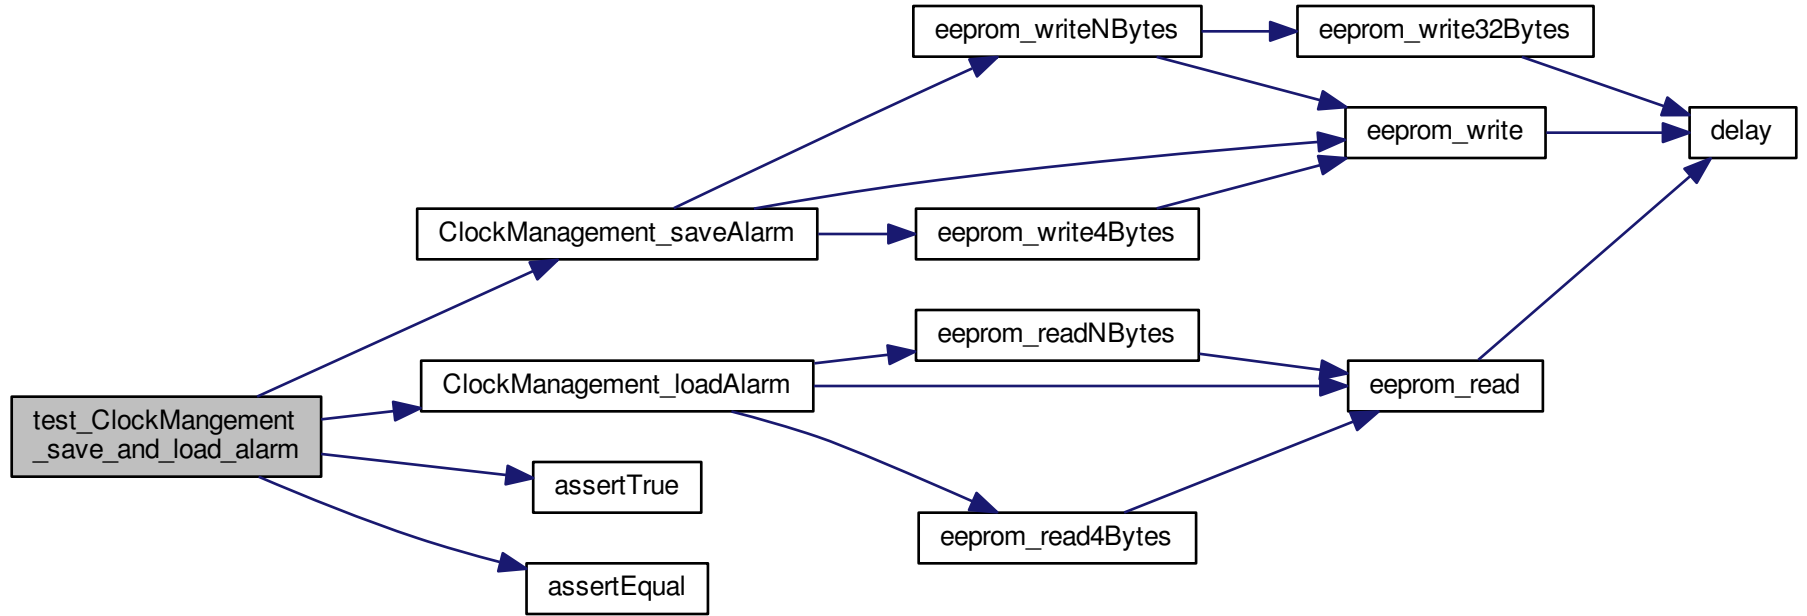 eeprom_writeNBytes
eeprom_write32Bytes
eeprom_write
delay
ClockManagement_saveAlarm
eeprom_write4Bytes
eeprom_readNBytes
ClockManagement_loadAlarm
eeprom_read
test_ClockMangement
_save_and_load_alarm
assertTrue
eeprom_read4Bytes
assertEqual